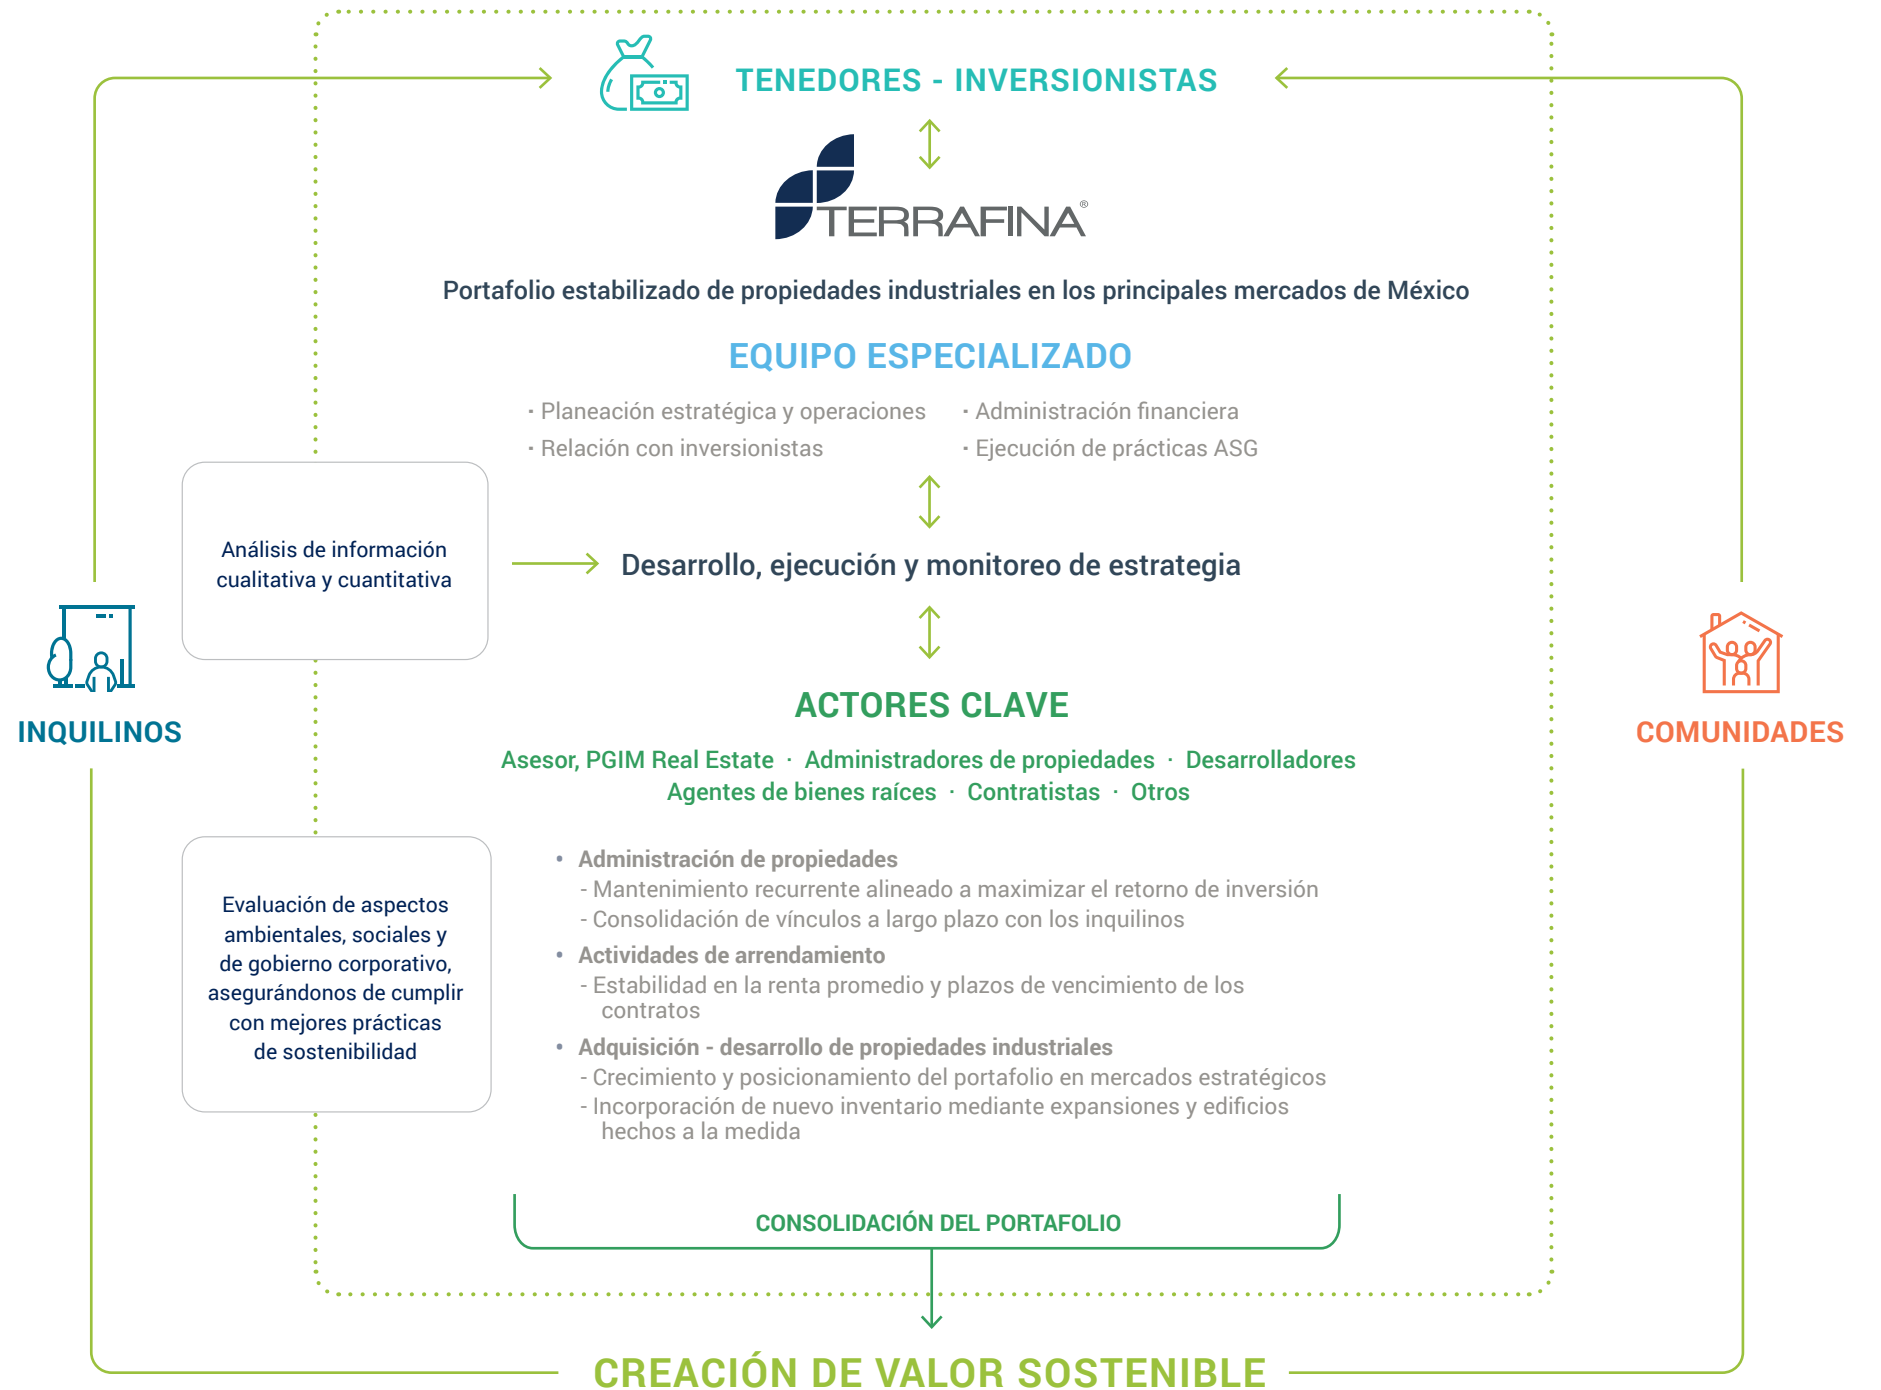 TENEDORES - INVERSIONISTAS
TERRAFINA®
Portafolio estabilizado de propiedades industriales en los principales mercados de México
EQUIPO ESPECIALIZADO
· Planeación estratégica y operaciones
· Administración financiera
· Relación con inversionistas
· Ejecución de prácticas ASG
Análisis de información
cualitativa y cuantitativa
Desarrollo, ejecución y monitoreo de estrategia
INQUILINOS
COMUNIDADES
ACTORES CLAVE
Asesor, PGIM Real Estate · Administradores de propiedades · Desarrolladores
Agentes de bienes raíces · Contratistas · Otros
Evaluación de aspectos
ambientales, sociales y
de gobierno corporativo,
asegurándonos de cumplir
con mejores prácticas
de sostenibilidad
• Administración de propiedades
- Mantenimiento recurrente alineado a maximizar el retorno de inversión
- Consolidación de vínculos a largo plazo con los inquilinos
• Actividades de arrendamiento
- Estabilidad en la renta promedio y plazos de vencimiento de los
contratos
• Adquisición - desarrollo de propiedades industriales
- Crecimiento y posicionamiento del portafolio en mercados estratégicos
- Incorporación de nuevo inventario mediante expansiones y edificios
hechos a la medida
CONSOLIDACIÓN DEL PORTAFOLIO
CREACIÓN DE VALOR SOSTENIBLE